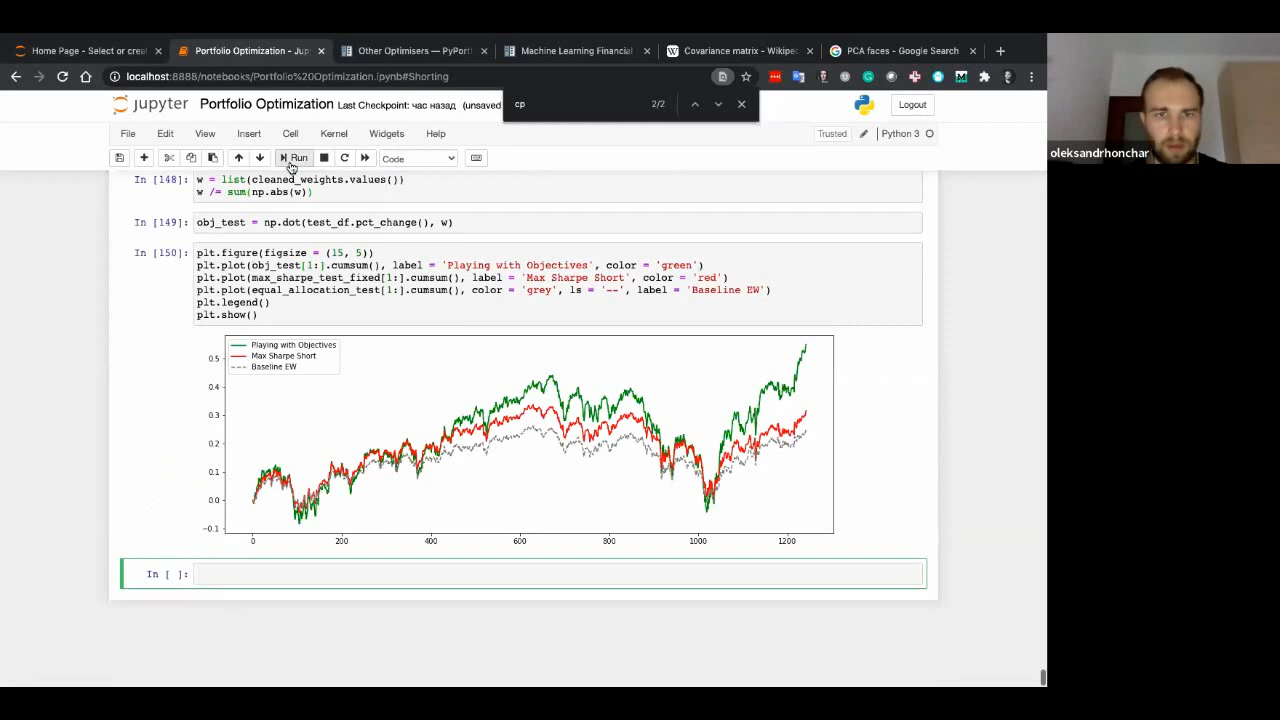 Home Page - Select or crea
Portfolio Optimization - Jup
Other Optimisers — PyPort
Machine Learning Financial
Covariance matrix - Wikipe
PCA faces - Google Search
localhost:8888/notebooks/Portfolio%20Optimization.ipynb#Shorting
jupyter Portfolio Optimization Last Checkpoint: час назад (unsaved
cp 2/2
Logout
File Edit View Insert Cell Kernel Widgets Help
Trusted Python 3
Run Code
oleksandrhonchar
In [148]: w = list(cleaned_weights.values())
w /= sum(np.abs(w))
In [149]: obj_test = np.dot(test_df.pct_change(), w)
In [150]: plt.figure(figsize = (15, 5))
plt.plot(obj_test[1:].cumsum(), label = 'Playing with Objectives', color = 'green')
plt.plot(max_sharpe_test_fixed[1:].cumsum(), label = 'Max Sharpe Short', color = 'red')
plt.plot(equal_allocation_test[1:].cumsum(), color = 'grey', ls = '--', label = 'Baseline EW')
plt.legend()
plt.show()
Playing with Objectives
Max Sharpe Short
Baseline EW
0.5
0.4
0.3
0.2
0.1
0.0
−0.1
0 200 400 600 800 1000 1200
In [ ]: